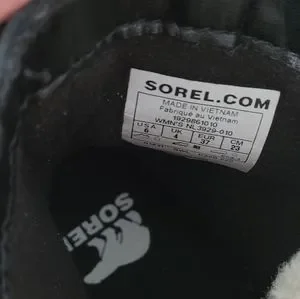 SOREL.COM
MADE IN VIETNAM
Fabriqué au Vietnam
1929861010
WMN'S NL3929-010
USA UK EUR CM
6 4 37 23
SOREL